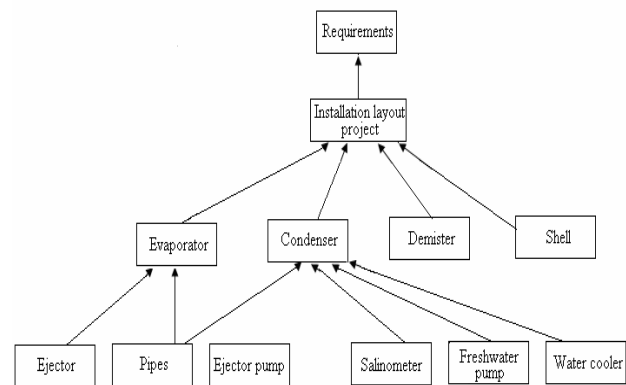 Requirements
Installation layout
project
Evaporator
Condenser
Demister
Shell
Ejector
Pipes
Ejector pump
Salinometer
Freshwater
pump
Water cooler